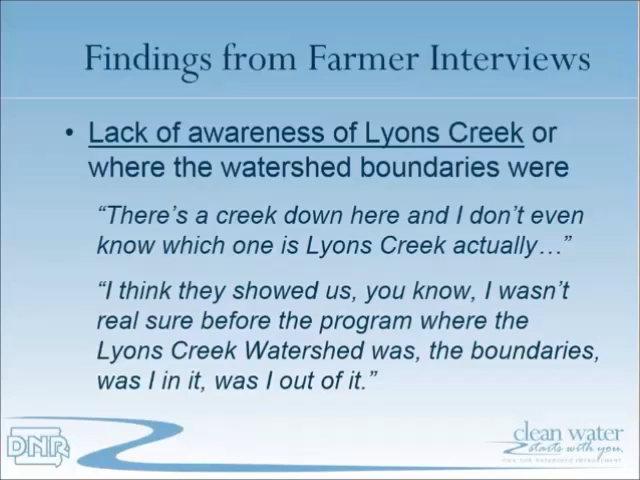 Findings from Farmer Interviews
• Lack of awareness of Lyons Creek or
where the watershed boundaries were
“There’s a creek down here and I don’t even
know which one is Lyons Creek actually…”
“I think they showed us, you know, I wasn’t
real sure before the program where the
Lyons Creek Watershed was, the boundaries,
was I in it, was I out of it.”
DNR
clean water
starts with you.